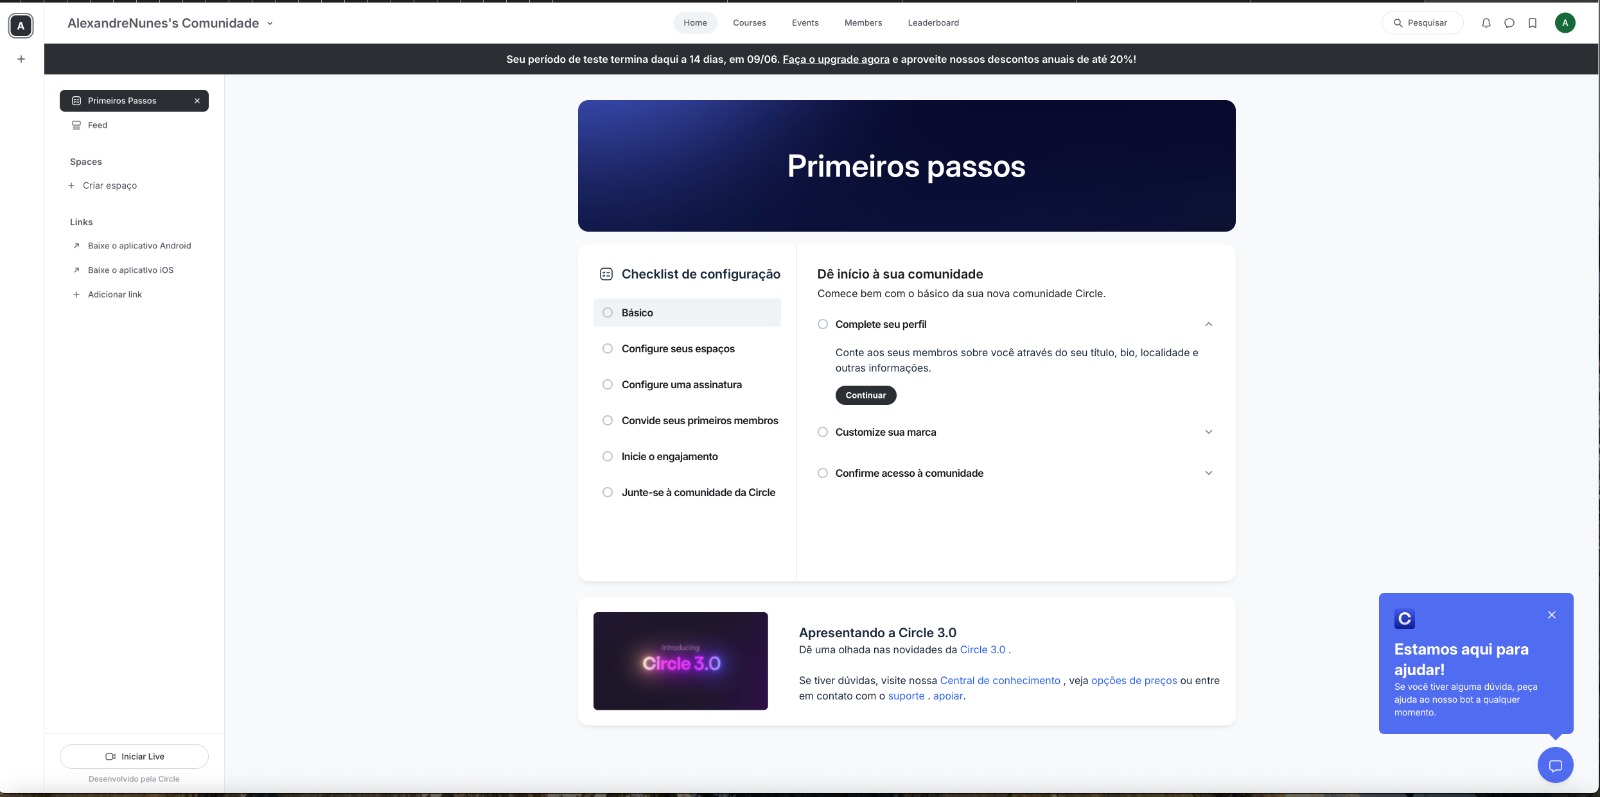 A
AlexandreNunes's Comunidade
Home
Courses
Events
Members
Leaderboard
Pesquisar
A
Seu período de teste termina daqui a 14 dias, em 09/06. Faça o upgrade agora e aproveite nossos descontos anuais de até 20%!
Primeiros Passos
Feed
Spaces
Criar espaço
Links
Baixe o aplicativo Android
Baixe o aplicativo iOS
Adicionar link
Iniciar Live
Desenvolvido pela Circle
Primeiros passos
Checklist de configuração
Básico
Configure seus espaços
Configure uma assinatura
Convide seus primeiros membros
Inicie o engajamento
Junte-se à comunidade da Circle
Dê início à sua comunidade
Comece bem com o básico da sua nova comunidade Circle.
Complete seu perfil
Conte aos seus membros sobre você através do seu título, bio, localidade e
outras informações.
Continuar
Customize sua marca
Confirme acesso à comunidade
Introducing
Circle 3.0
Apresentando a Circle 3.0
Dê uma olhada nas novidades da Circle 3.0 .
Se tiver dúvidas, visite nossa Central de conhecimento , veja opções de preços ou entre
em contato com o suporte . apoiar.
C
Estamos aqui para
ajudar!
Se você tiver alguma dúvida, peça
ajuda ao nosso bot a qualquer
momento.